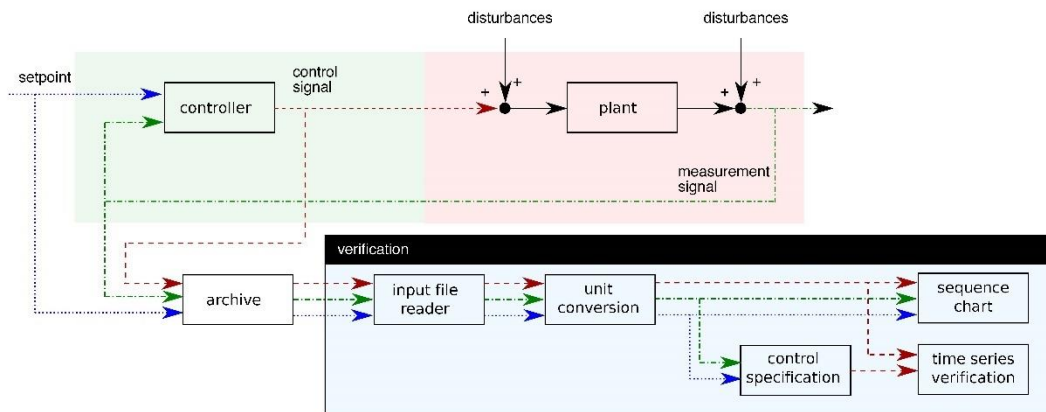 disturbances
disturbances
setpoint
control
signal
controller
+
+
plant
+
+
measurement
signal
verification
archive
input file
reader
unit
conversion
sequence
chart
control
specification
time series
verification